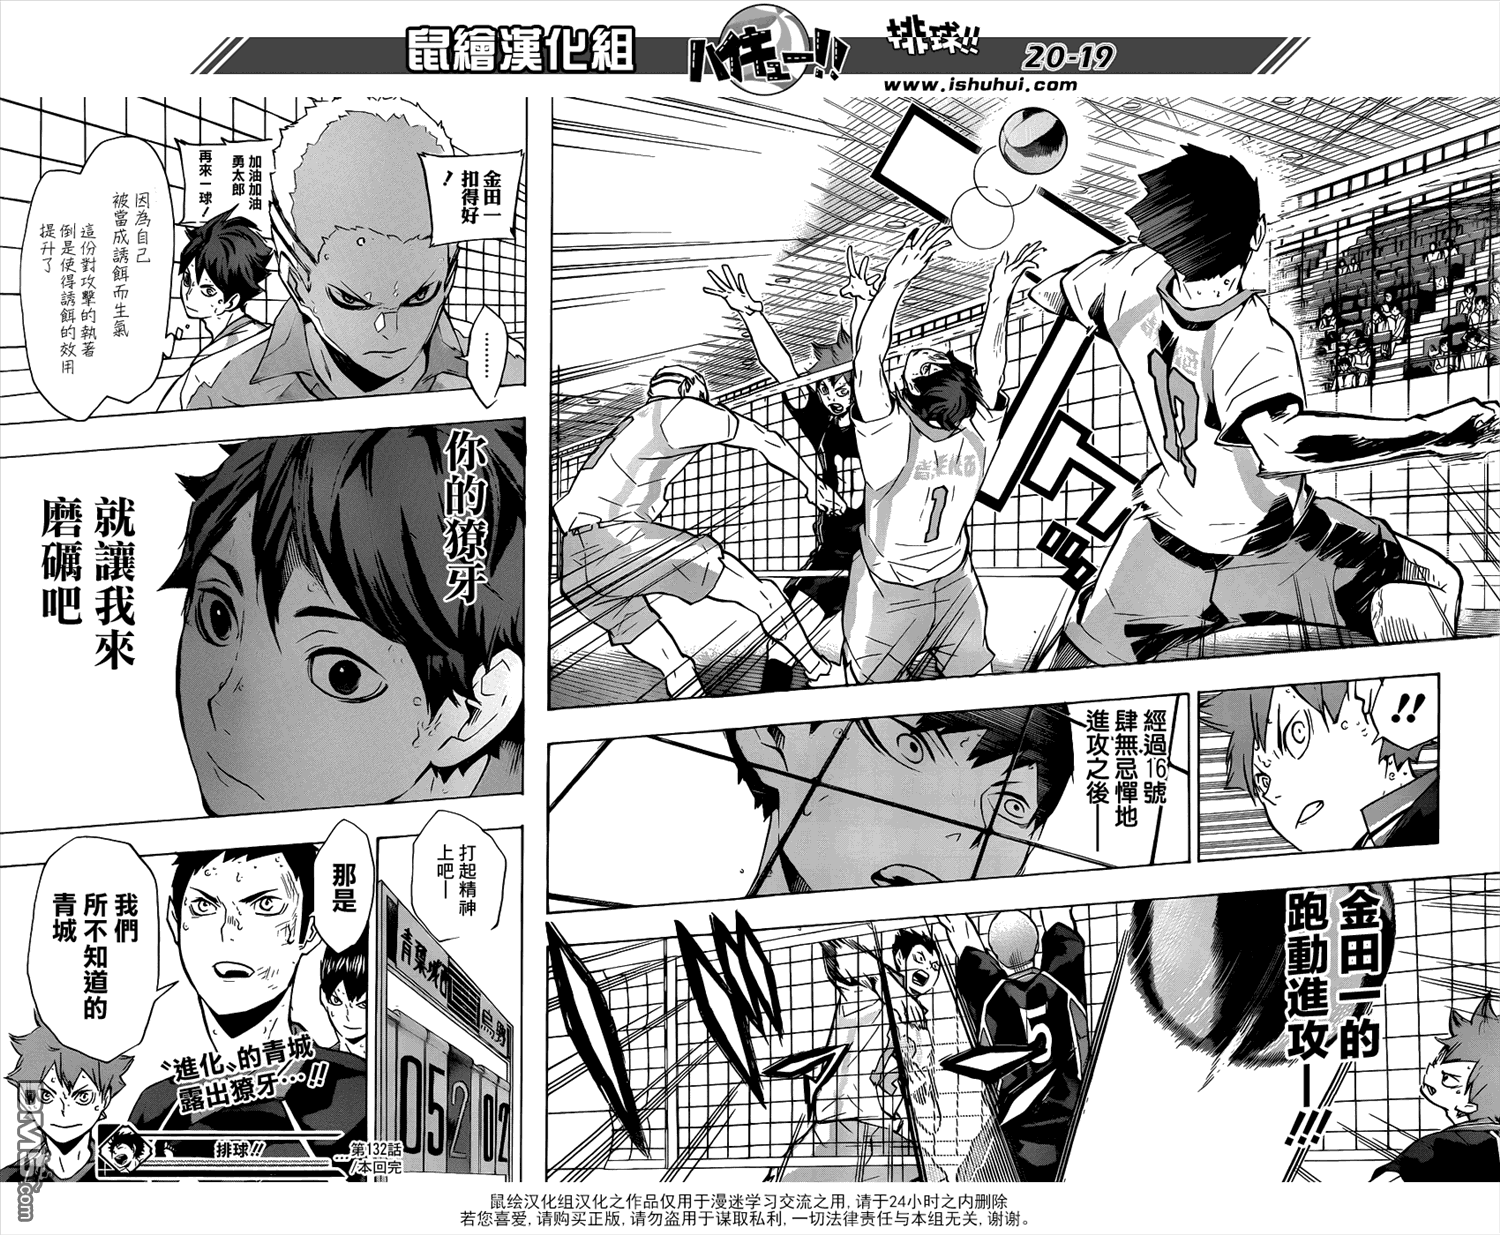 鼠繪漢化組
ハイキュー!!
排球!!
20-19
www.ishuhui.com
!!
經過16號
肆無忌憚地
進攻之後——
金田一的
跑動進攻—!!!
5
1
金田一
扣得好
!
加油加油
勇太郎
再來一球!
………
因為自己
被當成誘餌而生氣
這份對攻擊的執著
倒是使得誘餌的效用
提升了
你的獠牙
就讓我來
磨礪吧
打起精神
上吧—
烏野
05 2 02
那是
我們
所不知道的
青城
〝進化〟的青城
露出獠牙…!!
排球!!
…第132話
/本回完
DM5.com
鼠绘汉化组汉化之作品仅用于漫迷学习交流之用,请于24小时之内删除
若您喜爱,请购买正版,请勿盗用于谋取私利,一切法律责任与本组无关,谢谢。